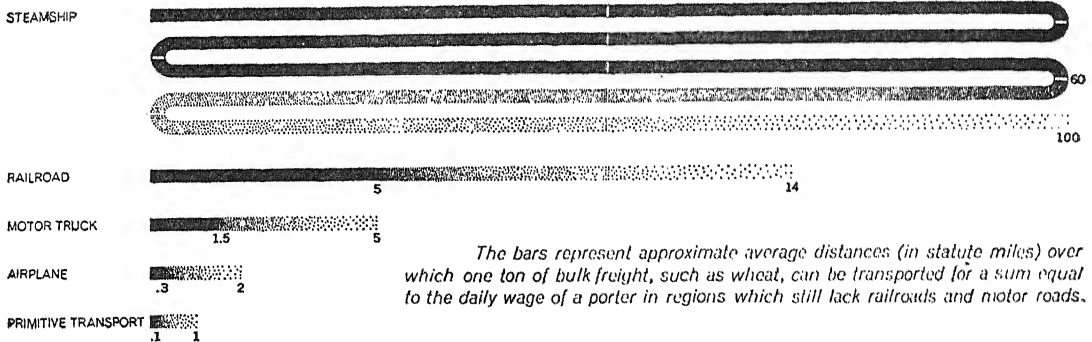 STEAMSHIP
60
100
RAILROAD
5 14
MOTOR TRUCK
1.5 5
The bars represent approximate average distances (in statute miles) over
AIRPLANE
which one ton of bulk freight, such as wheat, can be transported for a sum equal
.3 2
to the daily wage of a porter in regions which still lack railroads and motor roads.
PRIMITIVE TRANSPORT
.1 1